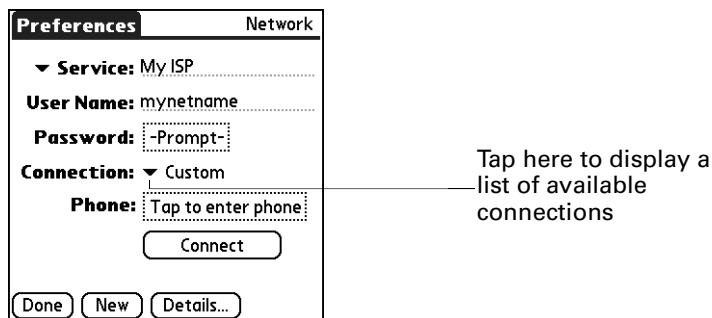 Preferences Network
Service: My ISP
User Name: mynetname
Password: -Prompt-
Connection: Custom
Phone: Tap to enter phone
Connect
Done New Details...
Tap here to display a
list of available
connections